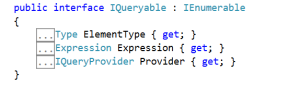 public interface IQueryable : IEnumerable
{
...Type ElementType { get; }
...Expression Expression { get; }
...IQueryProvider Provider { get; }
}